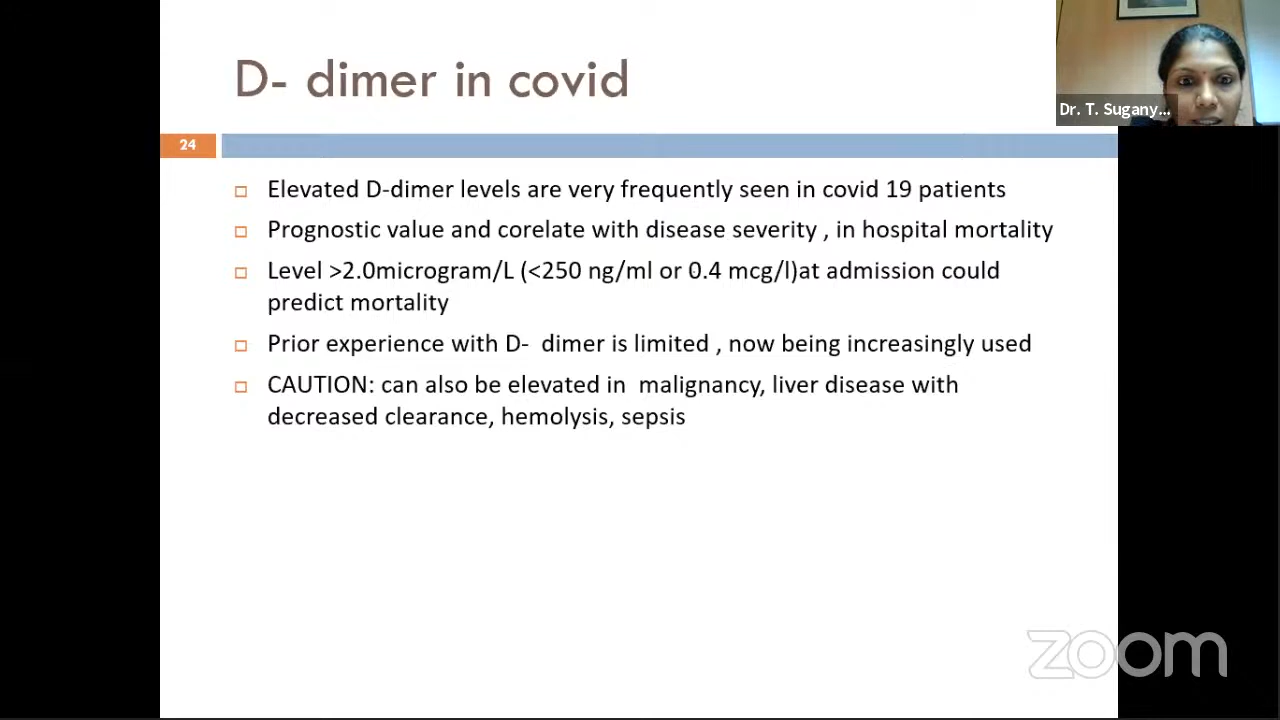 D- dimer in covid
Dr. T. Sugany...
24
Elevated D-dimer levels are very frequently seen in covid 19 patients
Prognostic value and corelate with disease severity , in hospital mortality
Level >2.0microgram/L (<250 ng/ml or 0.4 mcg/l)at admission could
predict mortality
Prior experience with D- dimer is limited , now being increasingly used
CAUTION: can also be elevated in malignancy, liver disease with
decreased clearance, hemolysis, sepsis
zoom